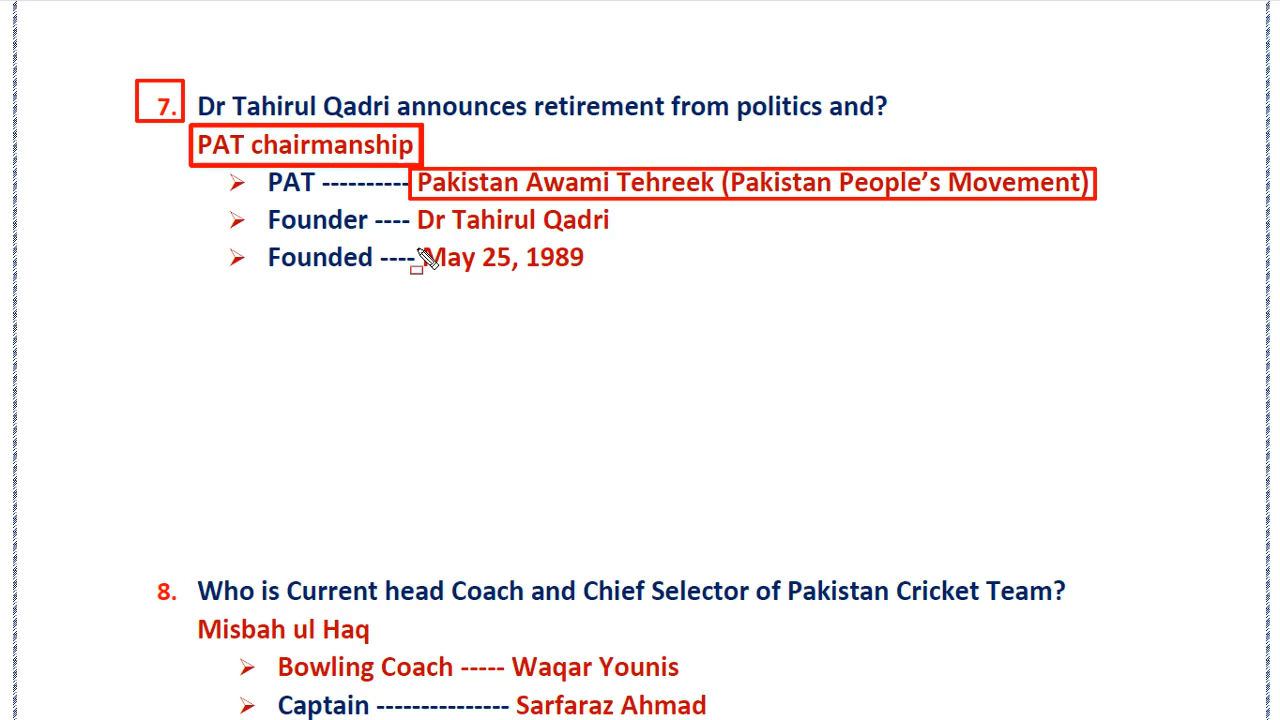 7. Dr Tahirul Qadri announces retirement from politics and?
PAT chairmanship
➢ PAT ---------- Pakistan Awami Tehreek (Pakistan People’s Movement)
➢ Founder ---- Dr Tahirul Qadri
➢ Founded ---- May 25, 1989
8. Who is Current head Coach and Chief Selector of Pakistan Cricket Team?
Misbah ul Haq
➢ Bowling Coach ----- Waqar Younis
➢ Captain --------------- Sarfaraz Ahmad